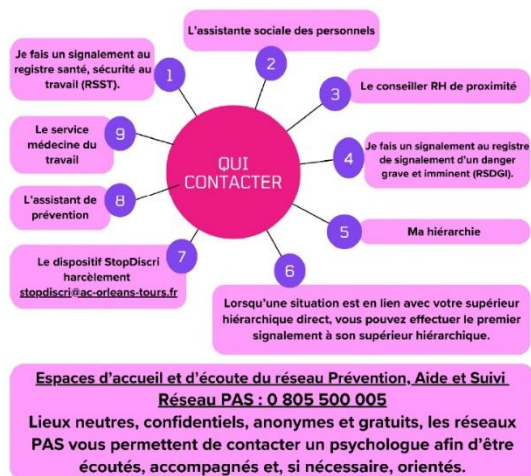 QUI
CONTACTER
1
Je fais un signalement au
registre santé, sécurité au
travail (RSST).
2
L'assistante sociale des personnels
3
Le conseiller RH de proximité
4
Je fais un signalement au registre
de signalement d'un danger
grave et imminent (RSDGI).
5
Ma hiérarchie
6
Lorsqu'une situation est en lien avec votre supérieur
hiérarchique direct, vous pouvez effectuer le premier
signalement à son supérieur hiérarchique.
7
Le dispositif StopDiscri
harcèlement
stopdiscri@ac-orleans-tours.fr
8
L'assistant de
prévention
9
Le service
médecine du
travail
Espaces d'accueil et d'écoute du réseau Prévention, Aide et Suivi
Réseau PAS : 0 805 500 005
Lieux neutres, confidentiels, anonymes et gratuits, les réseaux
PAS vous permettent de contacter un psychologue afin d'être
écoutés, accompagnés et, si nécessaire, orientés.